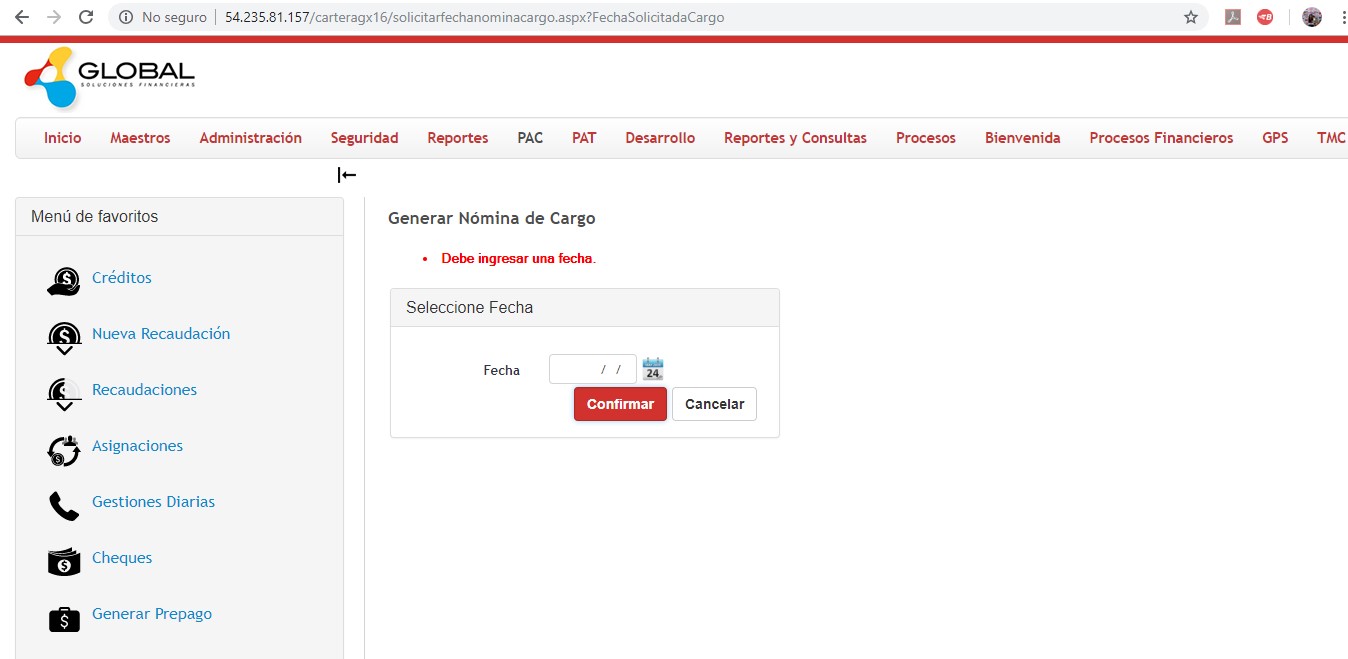 No seguro
54.235.81.157/carteragx16/solicitarfechanominacargo.aspx?FechaSolicitadaCargo
GLOBAL
SOLUCIONES FINANCIERAS
Inicio Maestros Administración Seguridad Reportes PAC PAT Desarrollo Reportes y Consultas Procesos Bienvenida Procesos Financieros GPS TMC
Menú de favoritos
Créditos
Nueva Recaudación
Recaudaciones
Asignaciones
Gestiones Diarias
Cheques
Generar Prepago
Generar Nómina de Cargo
• Debe ingresar una fecha.
Seleccione Fecha
Fecha / / 24
Confirmar Cancelar